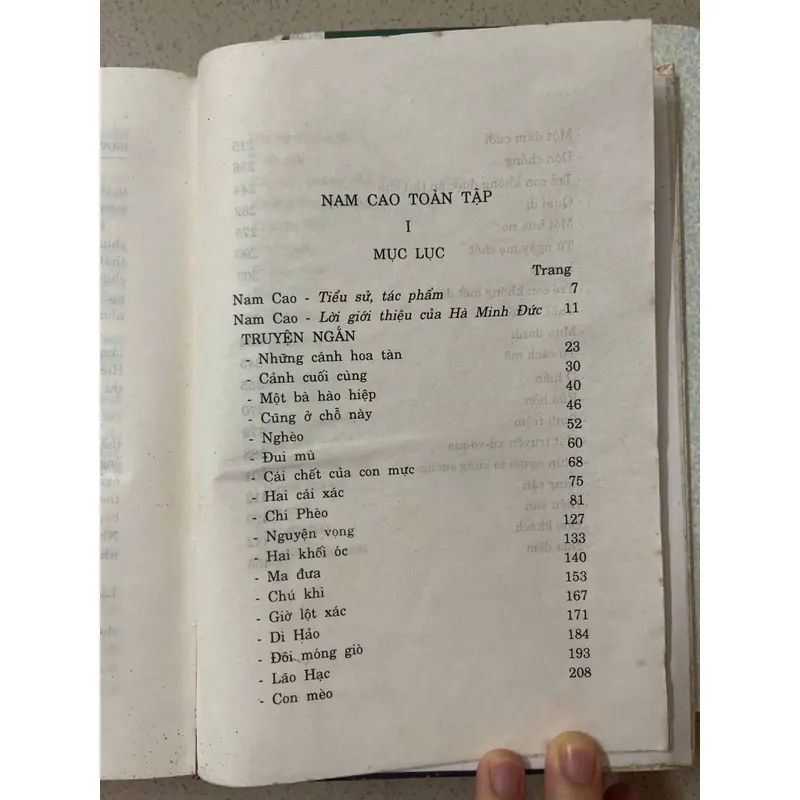 NAM CAO TOÀN TẬP
I
MỤC LỤC
Trang
Nam Cao - Tiểu sử, tác phẩm 7
Nam Cao - Lời giới thiệu của Hà Minh Đức 11
TRUYỆN NGẮN
- Những cánh hoa tàn 23
- Cảnh cuối cùng 30
- Một bà hào hiệp 40
- Cũng ở chỗ này 46
- Nghèo 52
- Đui mù 60
- Cái chết của con mực 68
- Hai cái xác 75
- Chí Phèo 81
- Nguyện vọng 127
- Hai khối óc 133
- Ma đưa 140
- Chú khì 153
- Giờ lột xác 167
- Dì Hảo 171
- Đôi móng giò 184
- Lão Hạc 193
- Con mèo 208